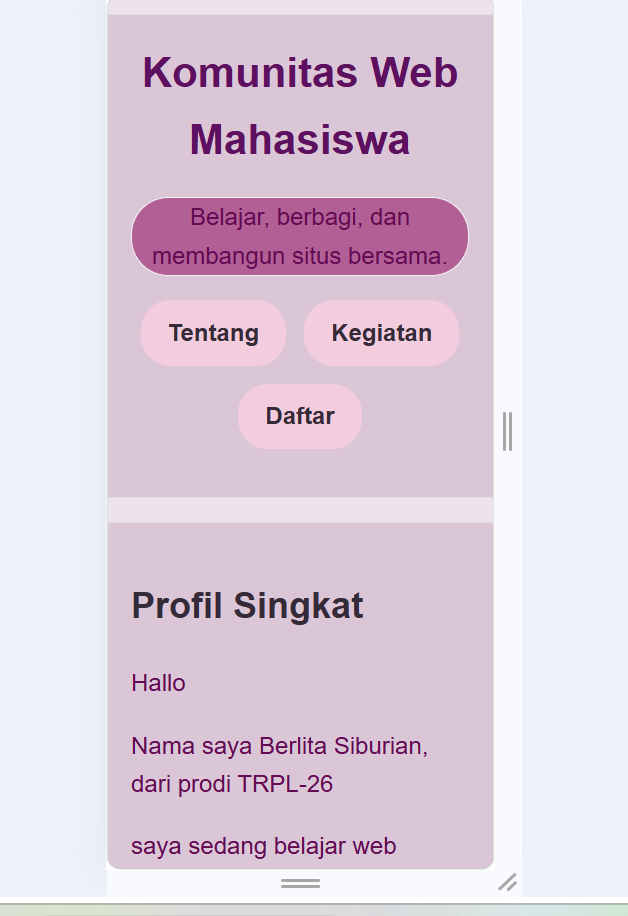 Komunitas Web
Mahasiswa
Belajar, berbagi, dan
membangun situs bersama.
Tentang
Kegiatan
Daftar
Profil Singkat
Hallo
Nama saya Berlita Siburian,
dari prodi TRPL-26
saya sedang belajar web